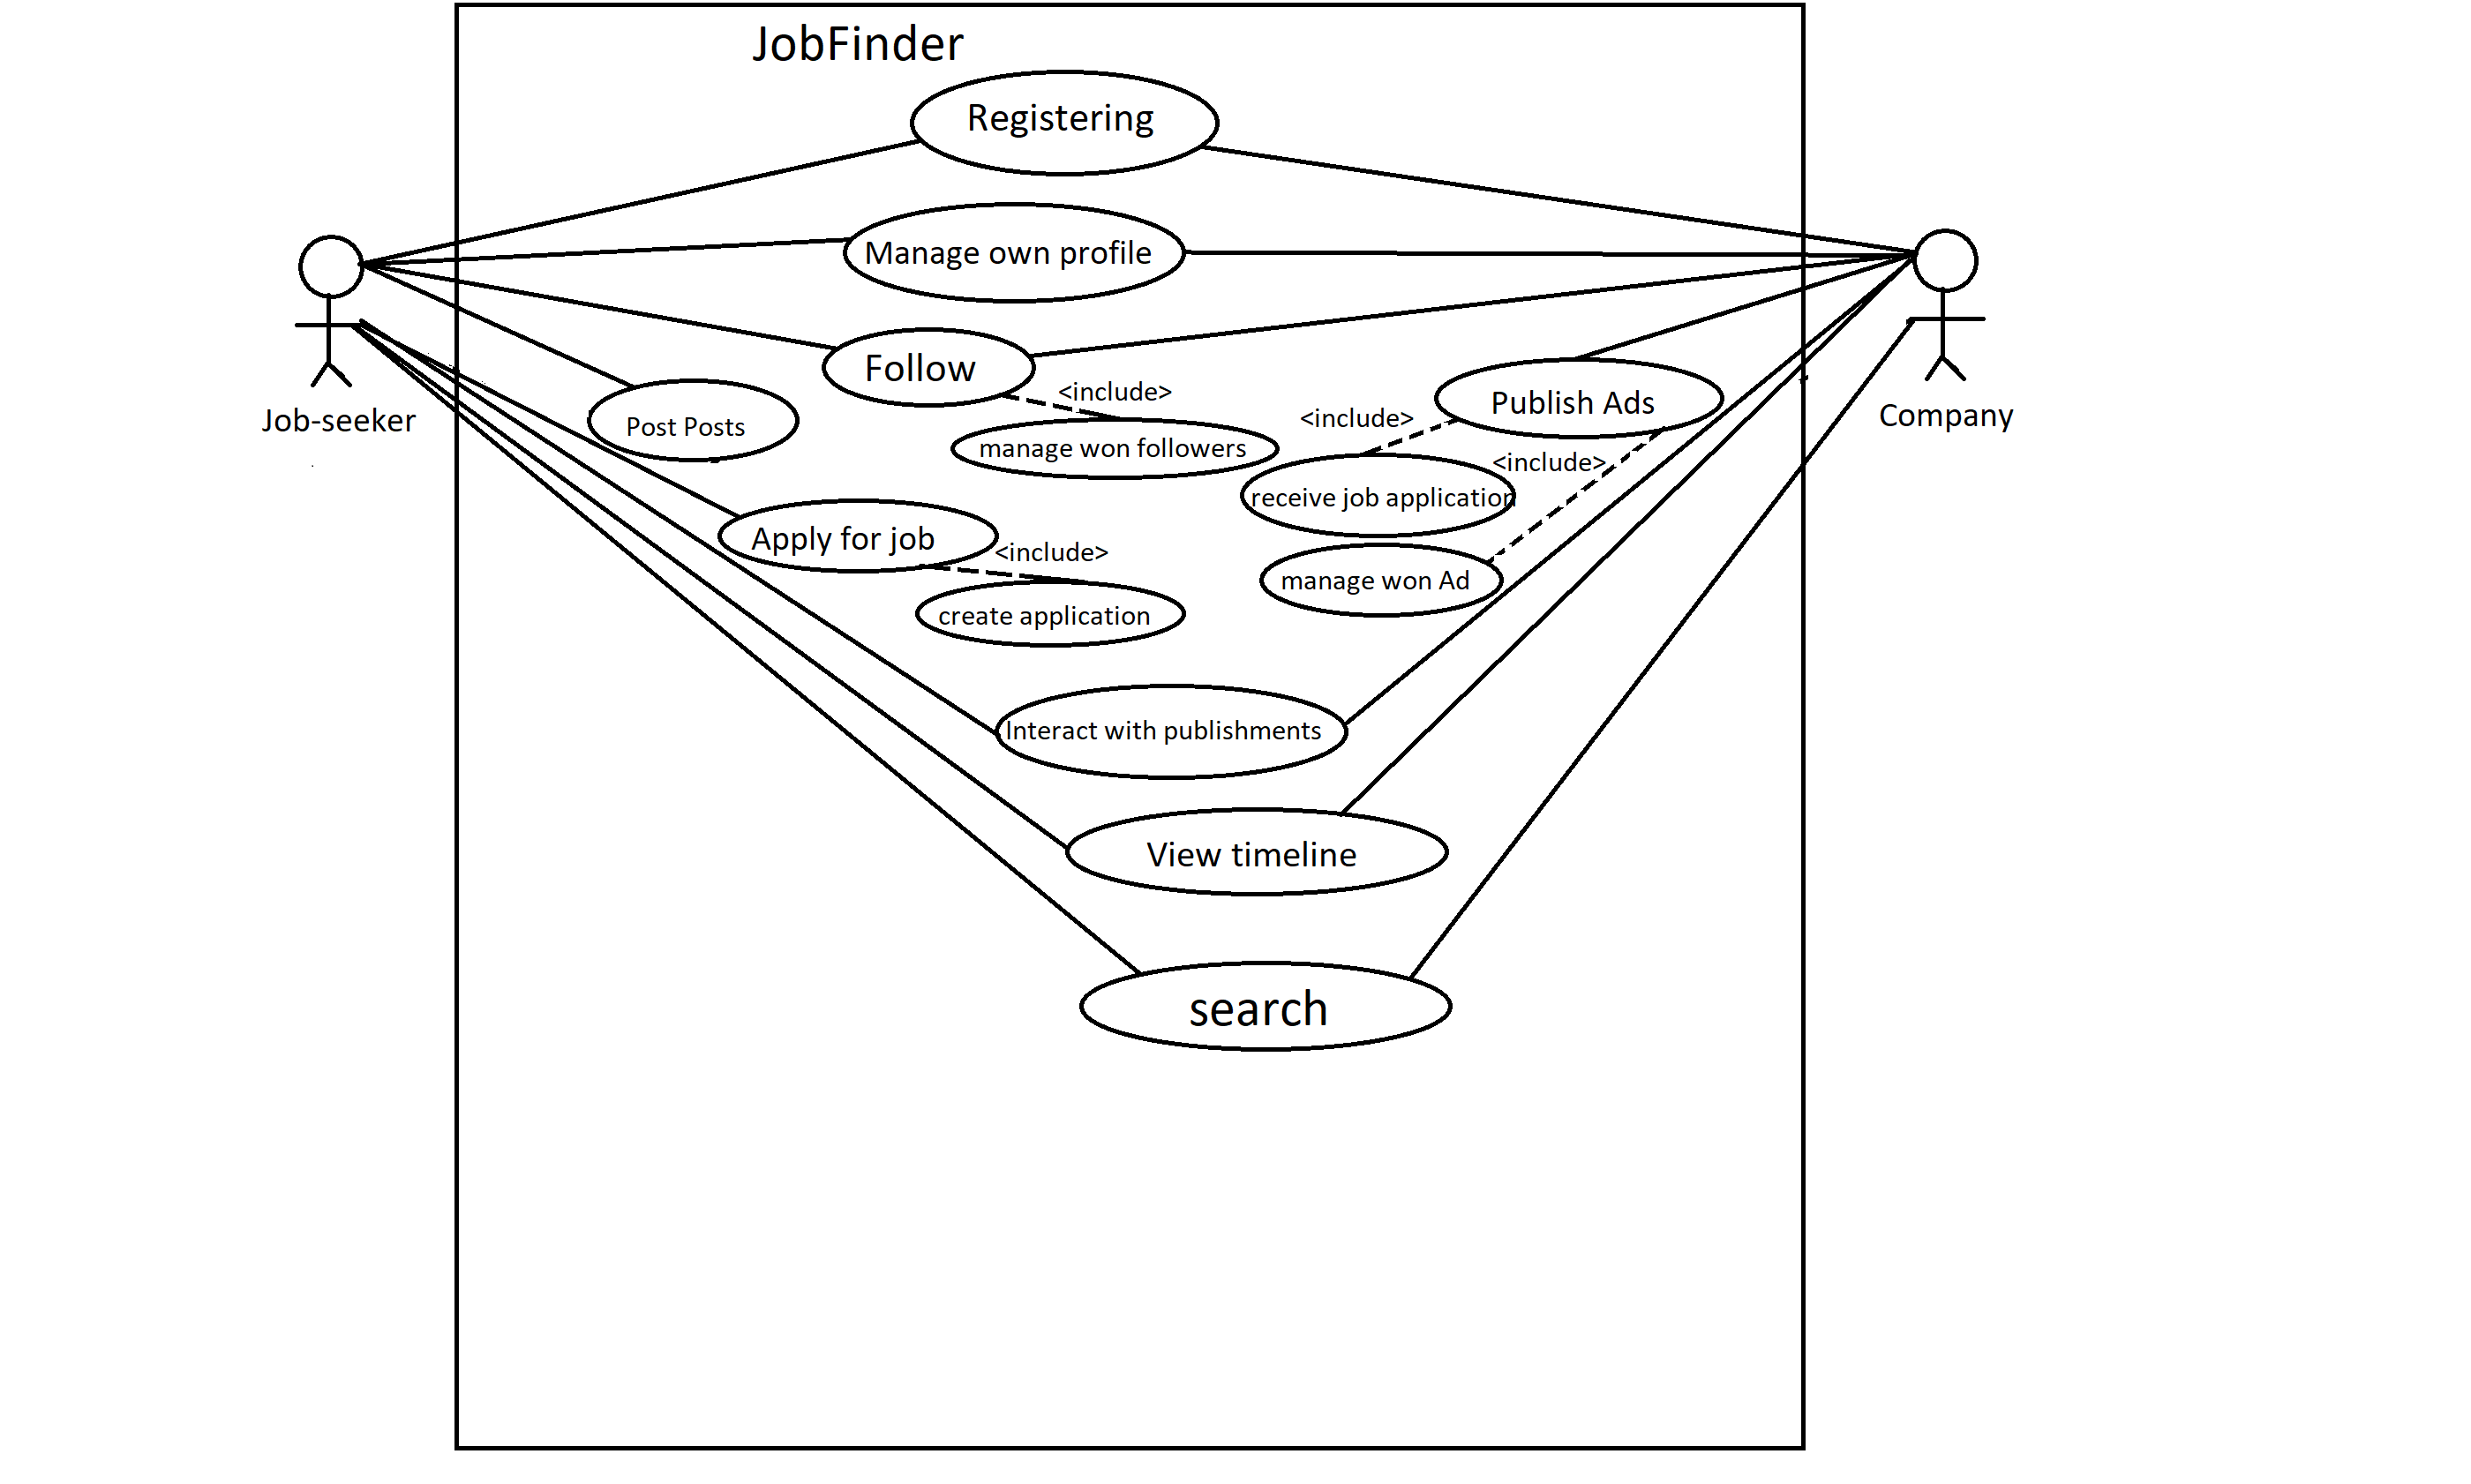 JobFinder
Registering
Manage own profile
Follow
<include>
Publish Ads
Job-seeker
Post Posts
<include>
Company
manage won followers
<include>
receive job application
Apply for job
<include>
manage won Ad
create application
Interact with publishments
View timeline
search